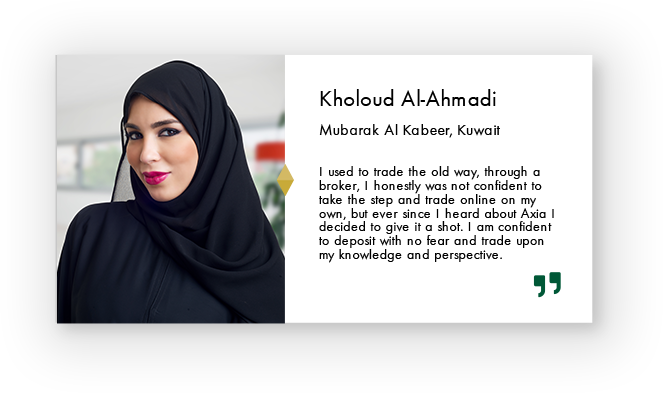 Kholoud Al-Ahmadi
Mubarak Al Kabeer, Kuwait
I used to trade the old way, through a
broker, I honestly was not confident to
take the step and trade online on my
own, but ever since I heard about Axia I
decided to give it a shot. I am confident
to deposit with no fear and trade upon
my knowledge and perspective.
”